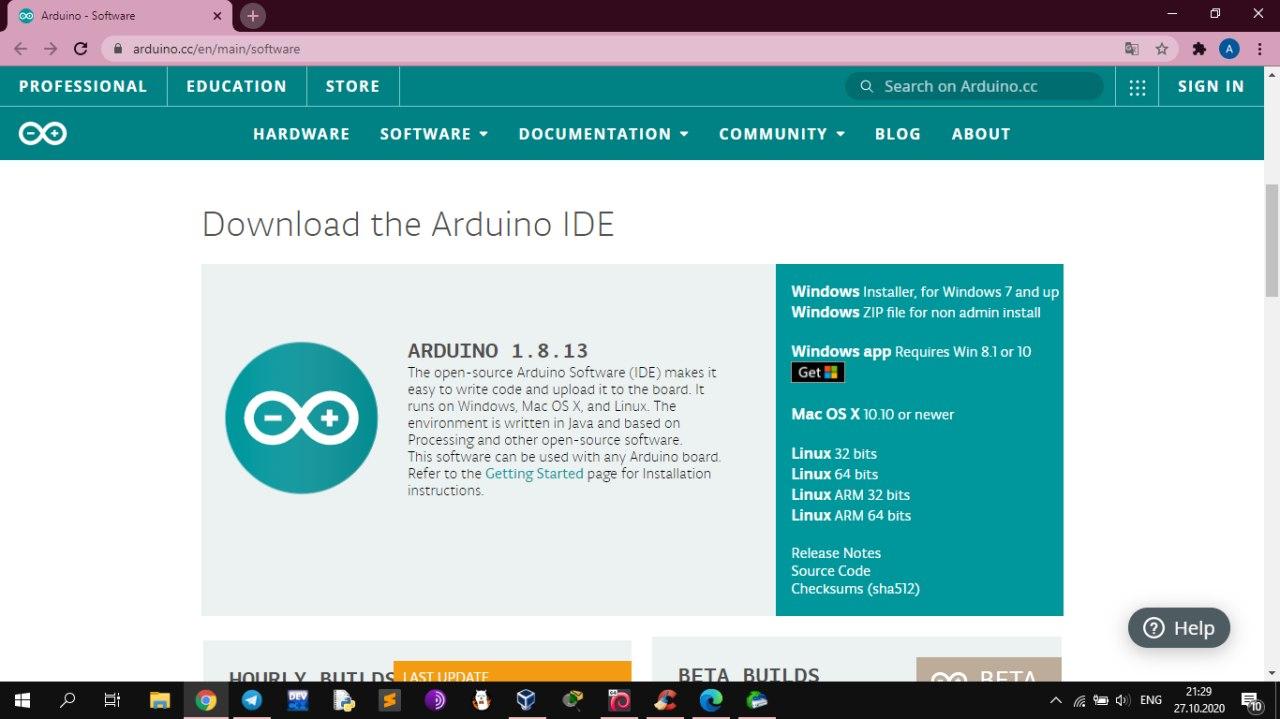 Arduino - Software
arduino.cc/en/main/software
A
PROFESSIONAL EDUCATION STORE Search on Arduino.cc SIGN IN
HARDWARE SOFTWARE DOCUMENTATION COMMUNITY BLOG ABOUT
Download the Arduino IDE
ARDUINO 1.8.13
The open-source Arduino Software (IDE) makes it
easy to write code and upload it to the board. It
runs on Windows, Mac OS X, and Linux. The
environment is written in Java and based on
Processing and other open-source software.
This software can be used with any Arduino board.
Refer to the Getting Started page for Installation
instructions.
Windows Installer, for Windows 7 and up
Windows ZIP file for non admin install
Windows app Requires Win 8.1 or 10
Get
Mac OS X 10.10 or newer
Linux 32 bits
Linux 64 bits
Linux ARM 32 bits
Linux ARM 64 bits
Release Notes
Source Code
Checksums (sha512)
Help
HOURLY BUILDS LAST UPDATE
BETA BUILDS BETA
DEV
ENG
21:29
27.10.2020
10